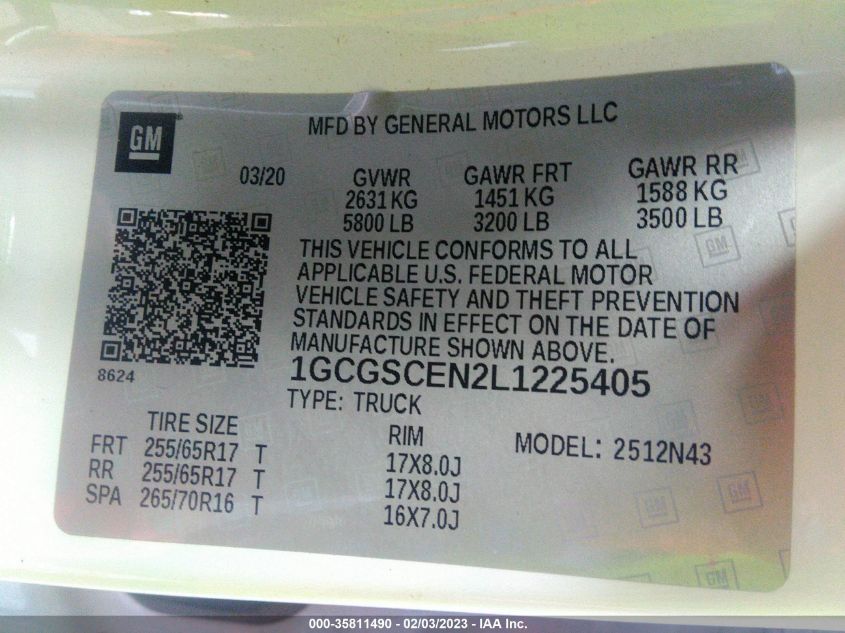 GM
MFD BY GENERAL MOTORS LLC
03/20
GVWR GAWR FRT GAWR RR
2631 KG 1451 KG 1588 KG
5800 LB 3200 LB 3500 LB
THIS VEHICLE CONFORMS TO ALL
APPLICABLE U.S. FEDERAL MOTOR
VEHICLE SAFETY AND THEFT PREVENTION
STANDARDS IN EFFECT ON THE DATE OF
MANUFACTURE SHOWN ABOVE.
8624
1GCGSCEN2L1225405
TYPE: TRUCK
TIRE SIZE RIM MODEL: 2512N43
FRT 255/65R17 T 17X8.0J
RR 255/65R17 T 17X8.0J
SPA 265/70R16 T 16X7.0J
000-35811490 - 02/03/2023 - IAA Inc.